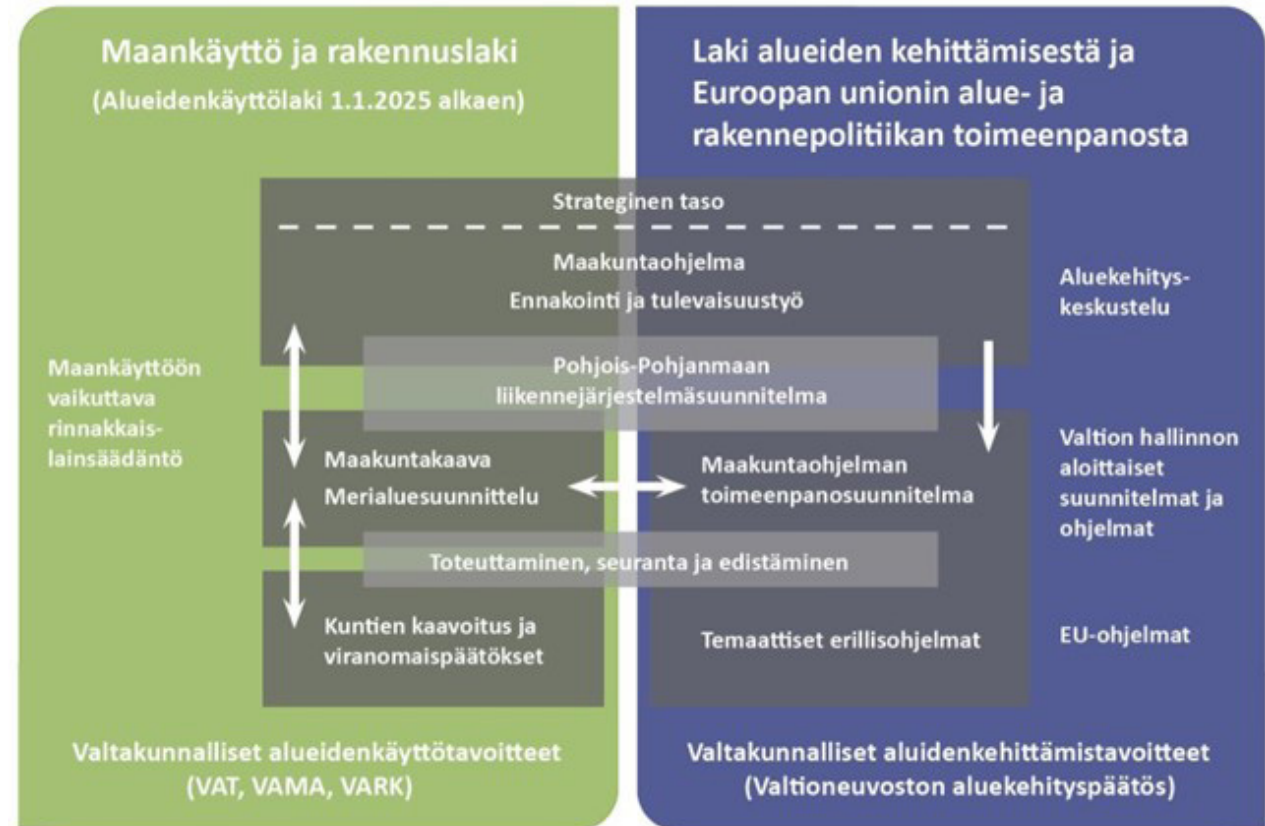 Maankäyttö ja rakennuslaki
(Alueidenkäyttölaki 1.1.2025 alkaen)
Laki alueiden kehittämisestä ja
Euroopan unionin alue- ja
rakennepolitiikan toimeenpanosta
Strateginen taso
Maakuntaohjelma
Ennakointi ja tulevaisuustyö
Aluekehitys-
keskustelu
Maankäyttöön
vaikuttava
rinnakkais-
lainsäädäntö
Pohjois-Pohjanmaan
liikennejärjestelmäsuunnitelma
Maakuntakaava
Merialuesuunnittelu
Maakuntaohjelman
toimeenpanosuunnitelma
Valtion hallinnon
aloittaiset
suunnitelmat ja
ohjelmat
Toteuttaminen, seuranta ja edistäminen
Kuntien kaavoitus ja
viranomaispäätökset
Temaattiset erillisohjelmat
EU-ohjelmat
Valtakunnalliset alueidenkäyttötavoitteet
(VAT, VAMA, VARK)
Valtakunnalliset aluidenkehittämistavoitteet
(Valtioneuvoston aluekehityspäätös)